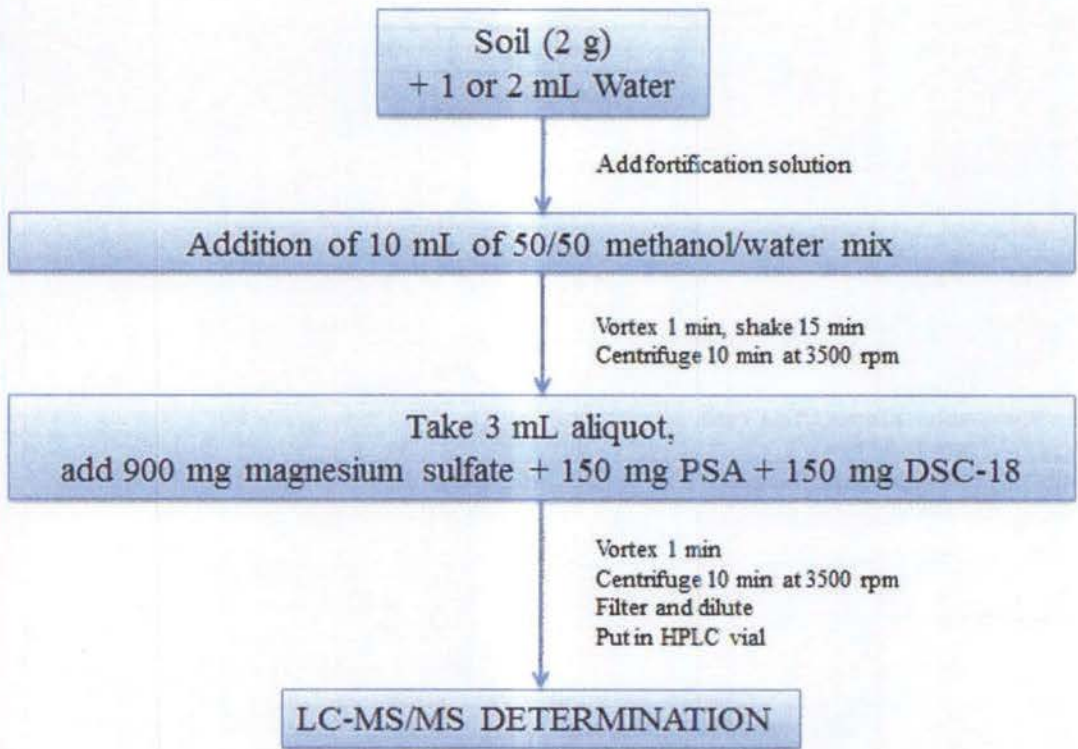 Soil (2 g)
+ 1 or 2 mL Water
Add fortification solution
Addition of 10 mL of 50/50 methanol/water mix
Vortex 1 min, shake 15 min
Centrifuge 10 min at 3500 rpm
Take 3 mL aliquot,
add 900 mg magnesium sulfate + 150 mg PSA + 150 mg DSC-18
Vortex 1 min
Centrifuge 10 min at 3500 rpm
Filter and dilute
Put in HPLC vial
LC-MS/MS DETERMINATION